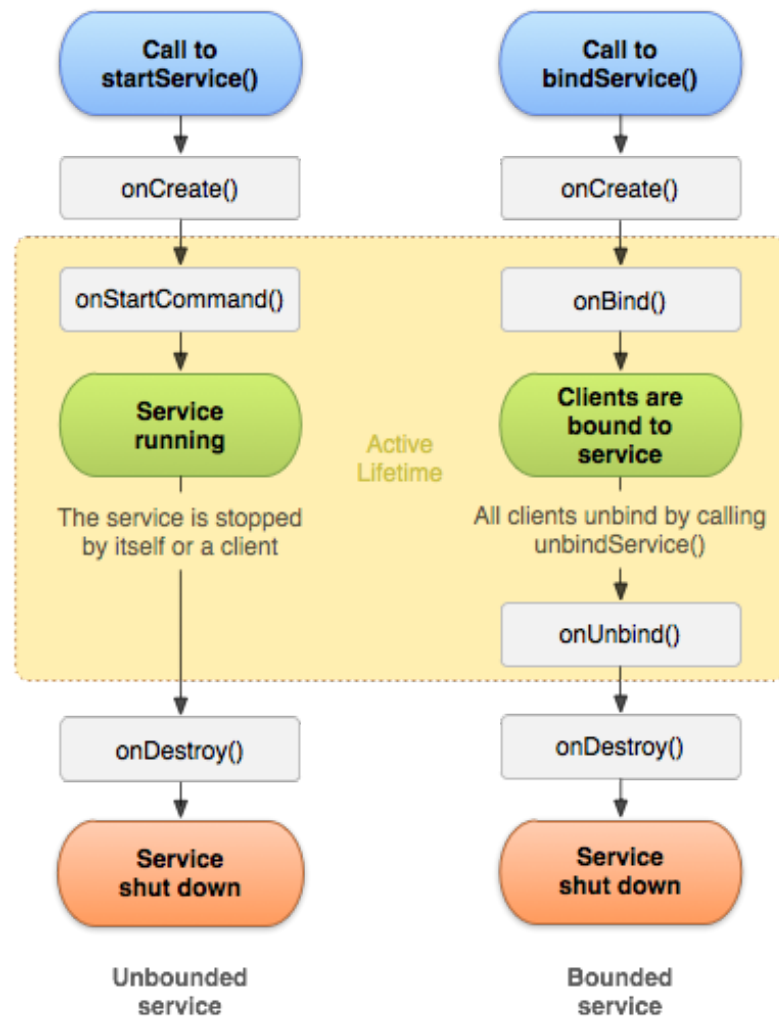 Call to
startService()
onCreate()
onStartCommand()
Service
running
The service is stopped
by itself or a client
onDestroy()
Service
shut down
Unbounded
service
Active
Lifetime
Call to
bindService()
onCreate()
onBind()
Clients are
bound to
service
All clients unbind by calling
unbindService()
onUnbind()
onDestroy()
Service
shut down
Bounded
service